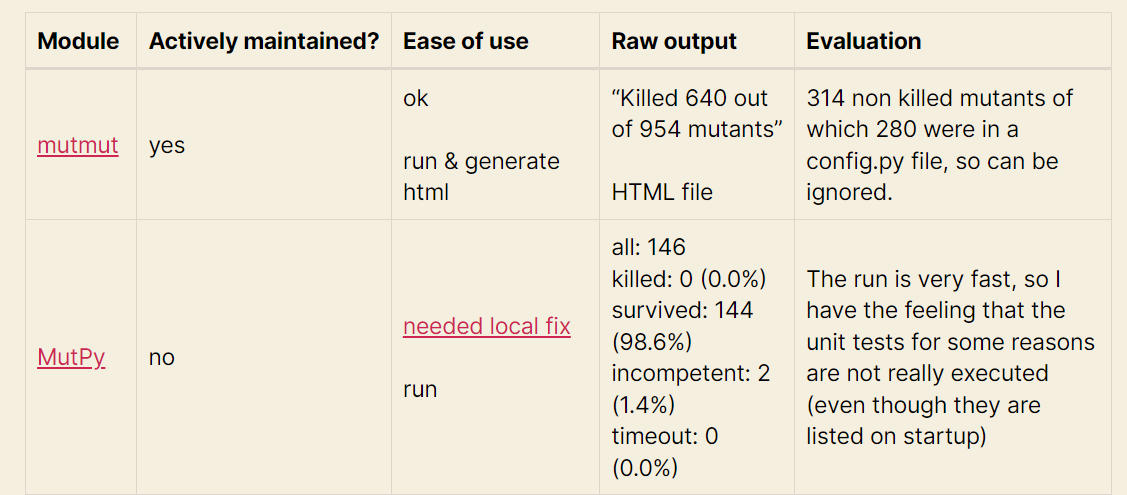 Module Actively maintained? Ease of use Raw output Evaluation
mutmut
yes
ok
run & generate
html
“Killed 640 out
of 954 mutants”
HTML file
314 non killed mutants of
which 280 were in a
config.py file, so can be
ignored.
MutPy
no
needed local fix
run
all: 146
killed: 0 (0.0%)
survived: 144
(98.6%)
incompetent: 2
(1.4%)
timeout: 0
(0.0%)
The run is very fast, so I
have the feeling that the
unit tests for some reasons
are not really executed
(even though they are
listed on startup)